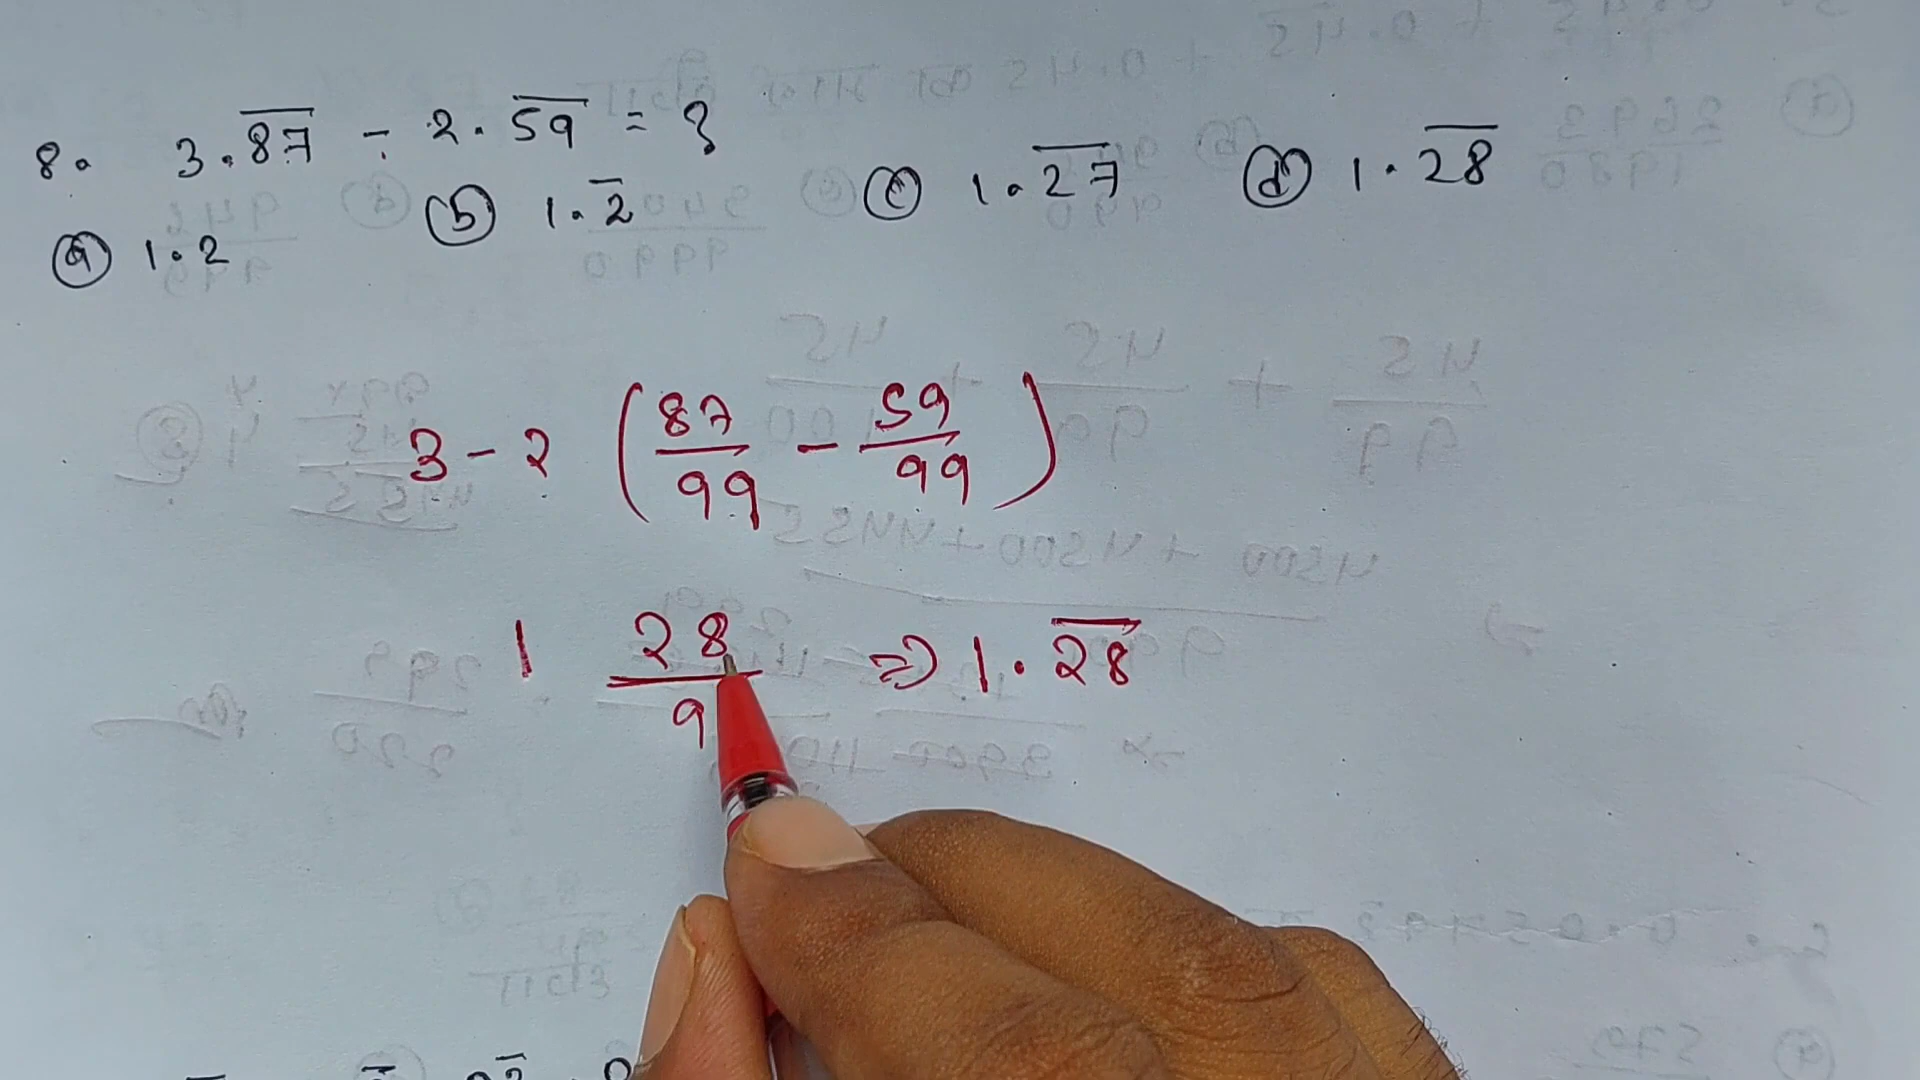 8. 3.8̅7̅ - 2.5̅9̅ = ?
(a) 1.2 (b) 1.2̅ (c) 1.2̅7̅ (d) 1.2̅8̅
3 - 2 (87/99 - 59/99)
1 28/9 => 1.2̅8̅